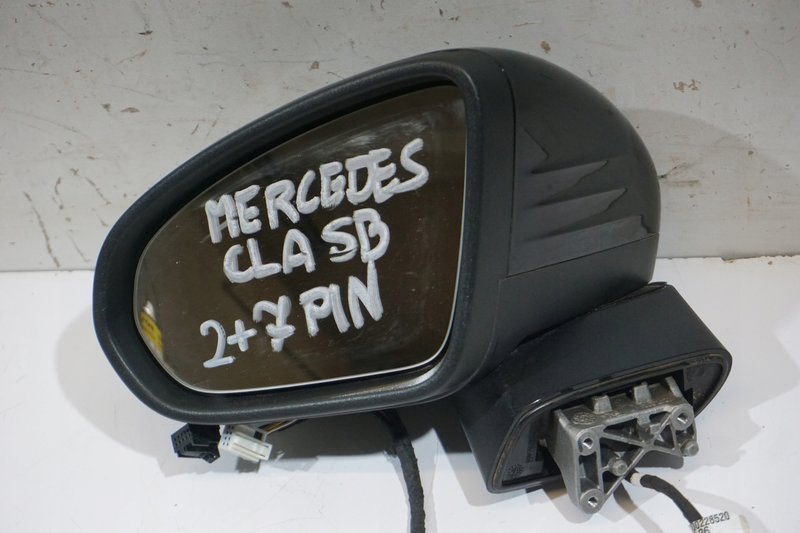 MERCEDES
CLA SB
2+7 PIN